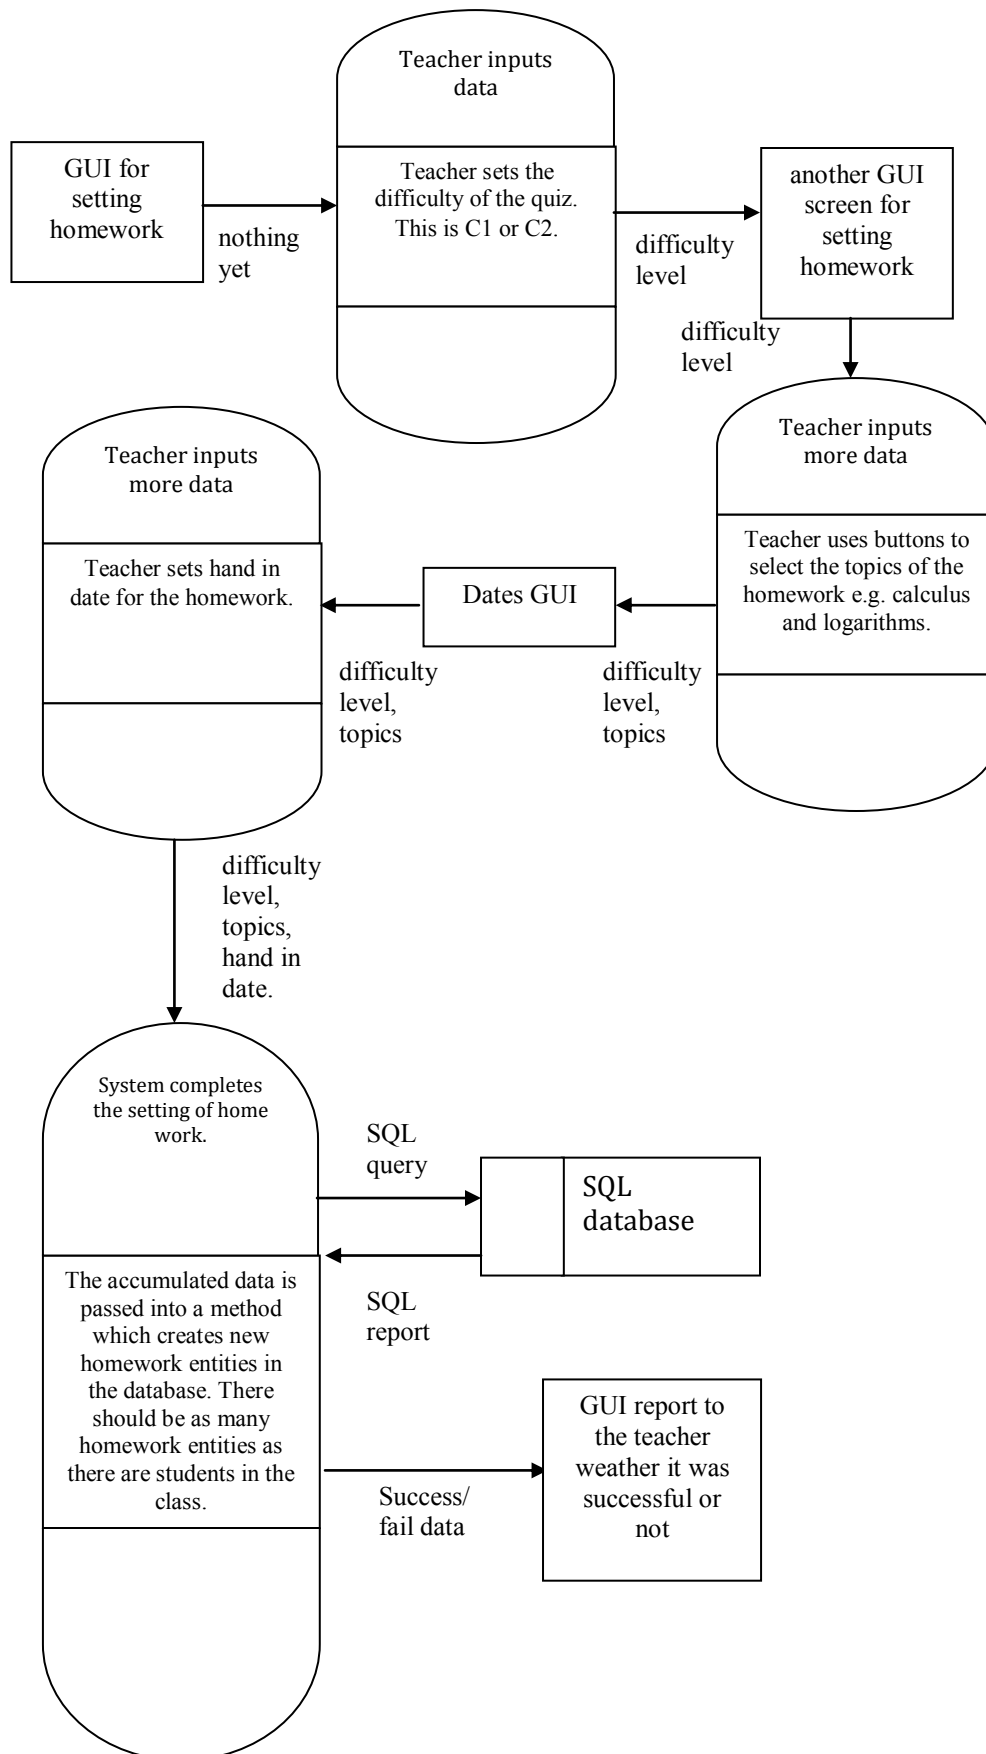 Teacher inputs
data
GUI for
setting
homework
nothing
yet
Teacher sets the
difficulty of the quiz.
This is C1 or C2.
difficulty
level
another GUI
screen for
setting
homework
difficulty
level
Teacher inputs
more data
Teacher uses buttons to
select the topics of the
homework e.g. calculus
and logarithms.
difficulty
level,
topics
Dates GUI
difficulty
level,
topics
Teacher inputs
more data
Teacher sets hand in
date for the homework.
difficulty
level,
topics,
hand in
date.
System completes
the setting of home
work.
SQL
query
SQL
database
SQL
report
The accumulated data is
passed into a method
which creates new
homework entities in
the database. There
should be as many
homework entities as
there are students in the
class.
Success/
fail data
GUI report to
the teacher
weather it was
successful or
not